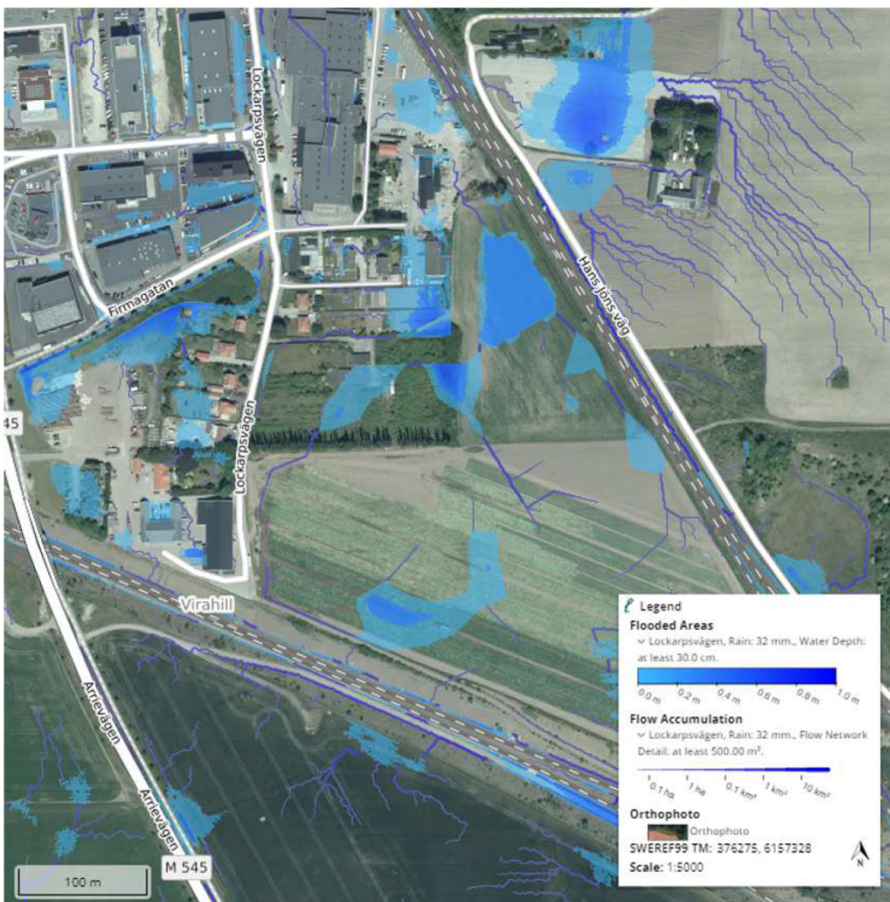 Lockarpsvägen
Hans Jöns väg
Firmagatan
45
Lockarpsvägen
Virahill
Arrievägen
Arrievägen
M 545
100 m
Legend
Flooded Areas
Lockarpsvägen, Rain: 32 mm., Water Depth:
at least 30.0 cm.
0.0 m 0.2 m 0.4 m 0.6 m 0.8 m 1.0 m
Flow Accumulation
Lockarpsvägen, Rain: 32 mm., Flow Network
Detail: at least 500.00 m².
0.1 ha 1 ha 0.1 km² 1 km² 10 km²
Orthophoto
Orthophoto
SWEREF99 TM: 376275, 6157328
Scale: 1:5000
N